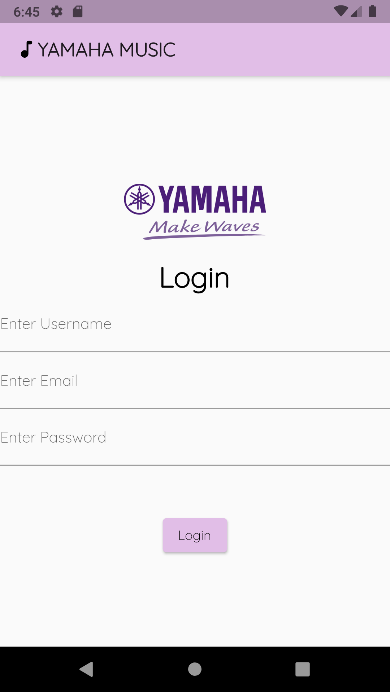 6:45
YAMAHA MUSIC
YAMAHA
Make Waves
Login
Enter Username
Enter Email
Enter Password
Login